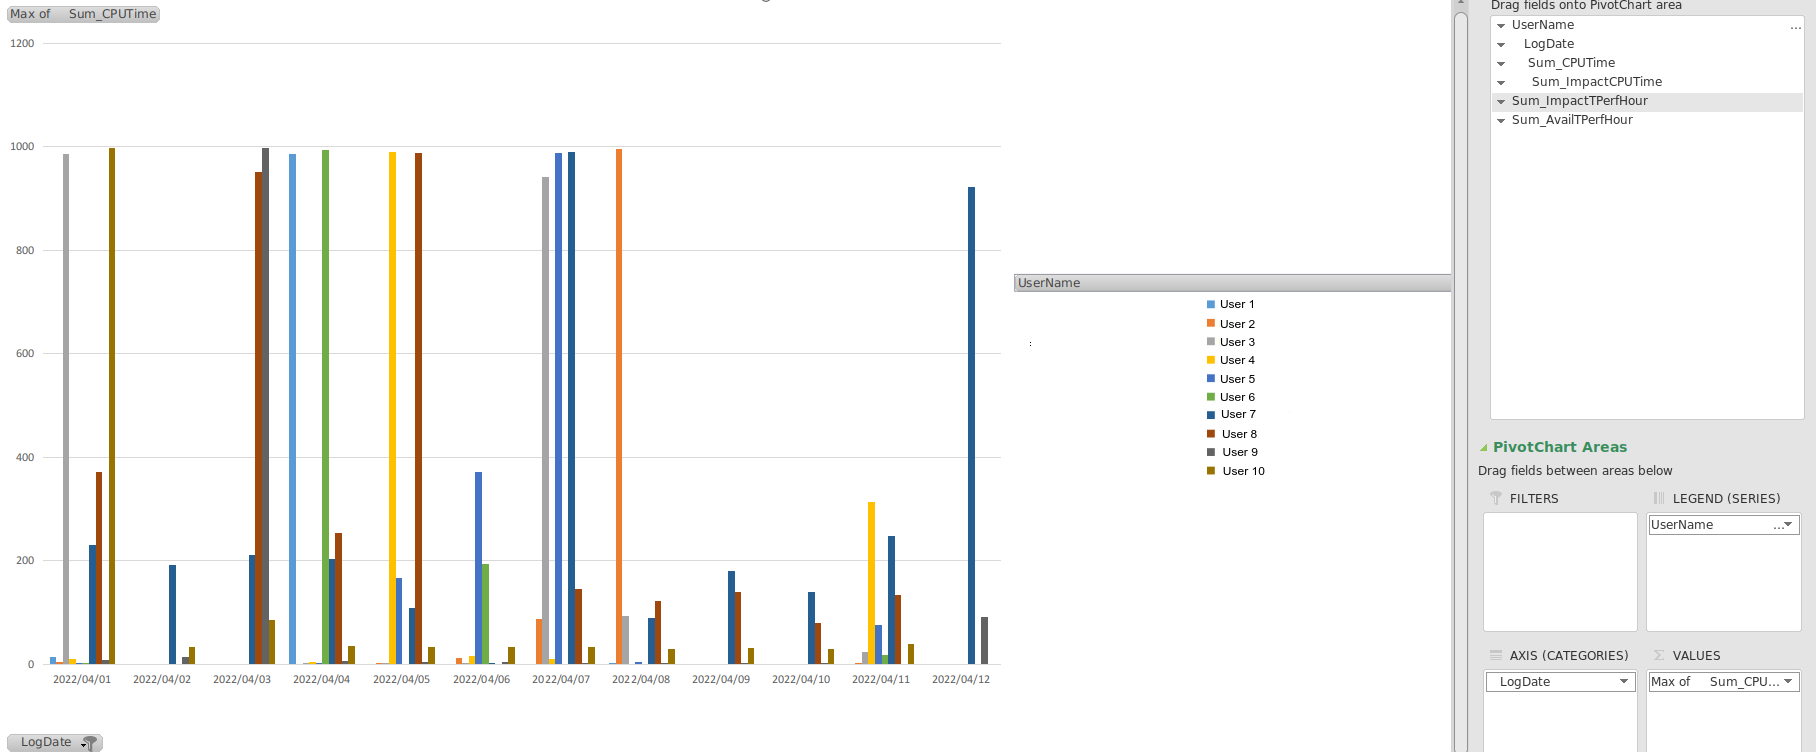 Max of Sum_CPUTime
1200
1000
800
600
400
200
0
2022/04/01 2022/04/02 2022/04/03 2022/04/04 2022/04/05 2022/04/06 2022/04/07 2022/04/08 2022/04/09 2022/04/10 2022/04/11 2022/04/12
LogDate
UserName
User 1
User 2
User 3
User 4
User 5
User 6
User 7
User 8
User 9
User 10
:
Drag fields onto PivotChart area
UserName ...
LogDate
Sum_CPUTime
Sum_ImpactCPUTime
Sum_ImpactTPerfHour
Sum_AvailTPerfHour
PivotChart Areas
Drag fields between areas below
FILTERS
LEGEND (SERIES)
UserName ...
AXIS (CATEGORIES)
LogDate
Σ VALUES
Max of Sum_CPU...